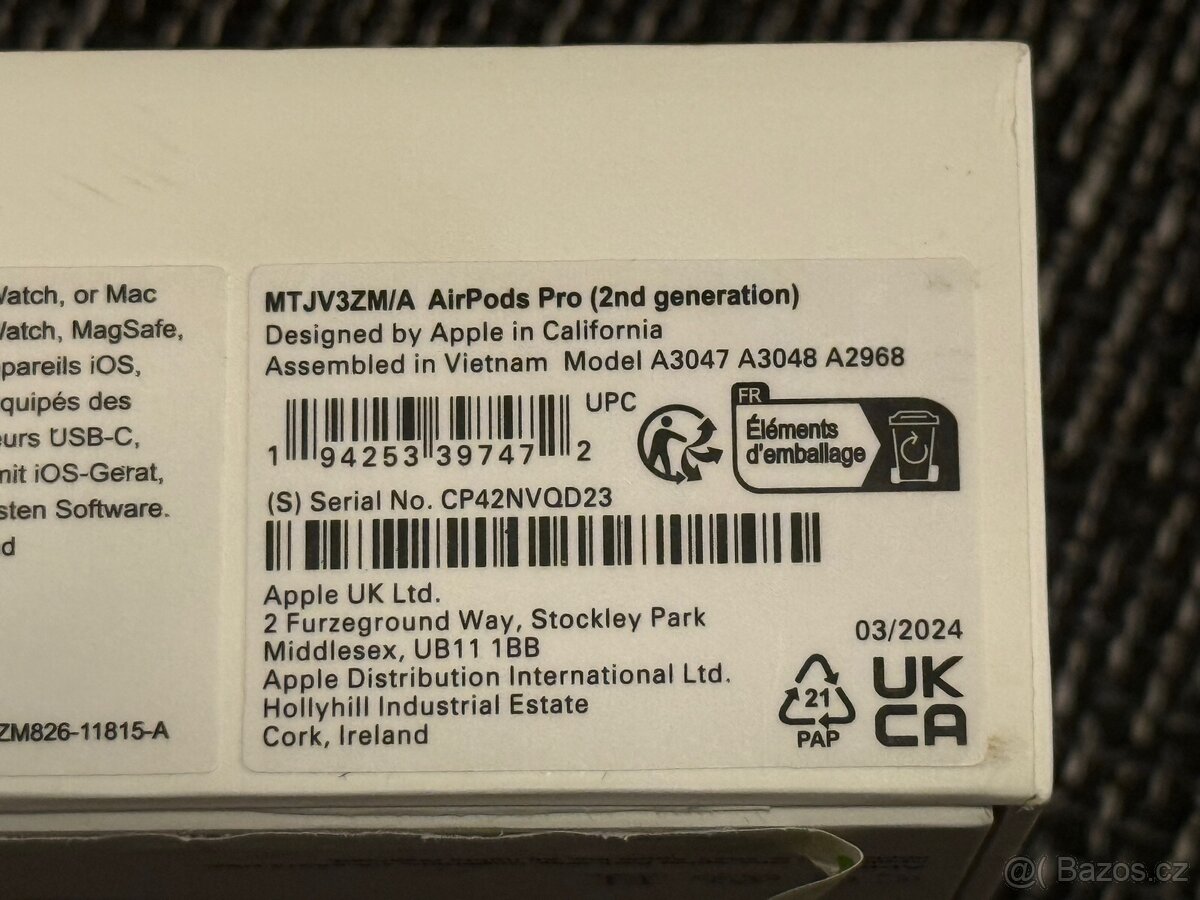 Watch, or Mac
Watch, MagSafe,
pareils iOS,
quipés des
eurs USB-C,
mit iOS-Gerät,
sten Software.
d
ZM826-11815-A
MTJV3ZM/A AirPods Pro (2nd generation)
Designed by Apple in California
Assembled in Vietnam Model A3047 A3048 A2968
UPC
1 94253 39747 2
FR
Éléments
d'emballage
(S) Serial No. CP42NVQD23
Apple UK Ltd.
2 Furzeground Way, Stockley Park
Middlesex, UB11 1BB
Apple Distribution International Ltd.
Hollyhill Industrial Estate
Cork, Ireland
03/2024
21
PAP
UK
CA
@( Bazos.cz